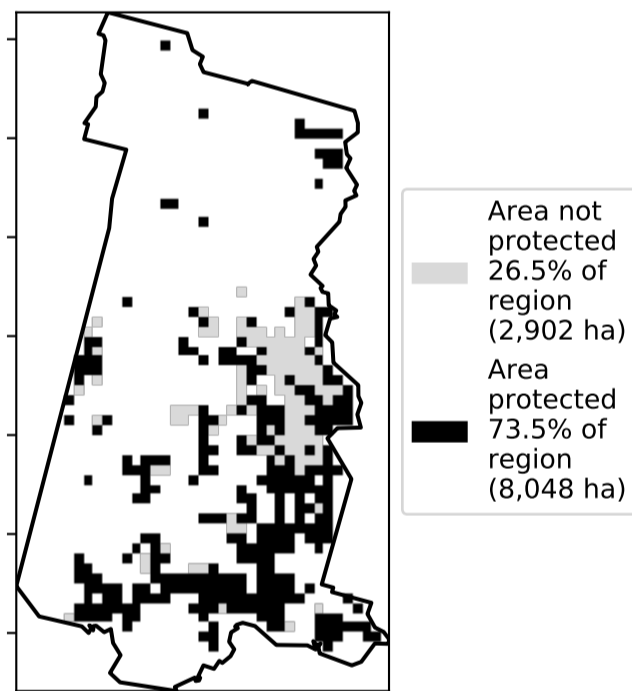 Area not
protected
26.5% of
region
(2,902 ha)
Area
protected
73.5% of
region
(8,048 ha)